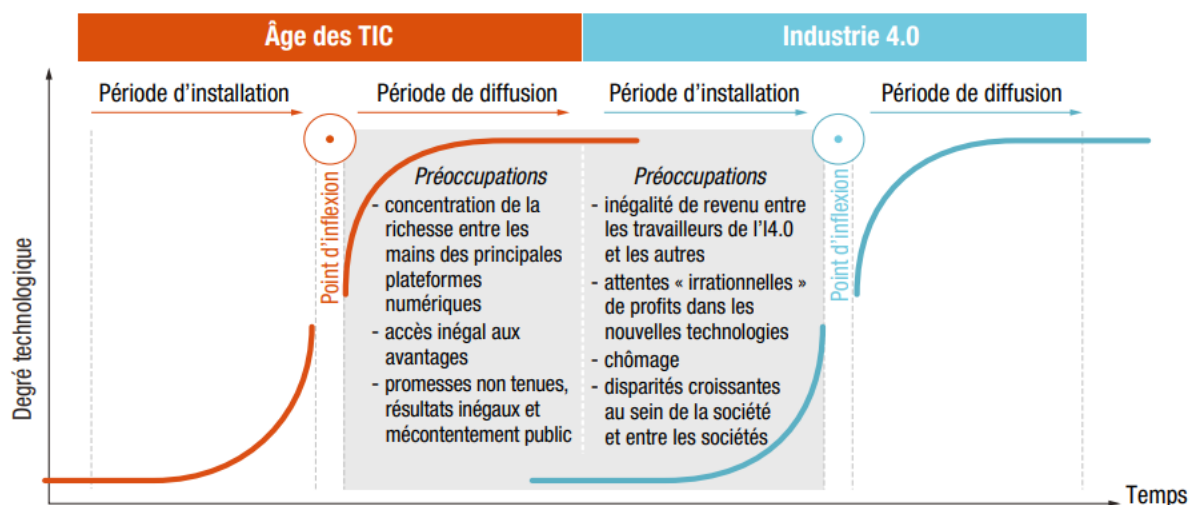 Âge des TIC
Industrie 4.0
Période d'installation
Période de diffusion
Période d'installation
Période de diffusion
Degré technologique
Point d'inflexion
Préoccupations
- concentration de la
richesse entre les
mains des principales
plateformes
numériques
- accès inégal aux
avantages
- promesses non tenues,
résultats inégaux et
mécontentement public
Préoccupations
- inégalité de revenu entre
les travailleurs de l'I4.0
et les autres
- attentes « irrationnelles »
de profits dans les
nouvelles technologies
- chômage
- disparités croissantes
au sein de la société
et entre les sociétés
Point d'inflexion
Temps